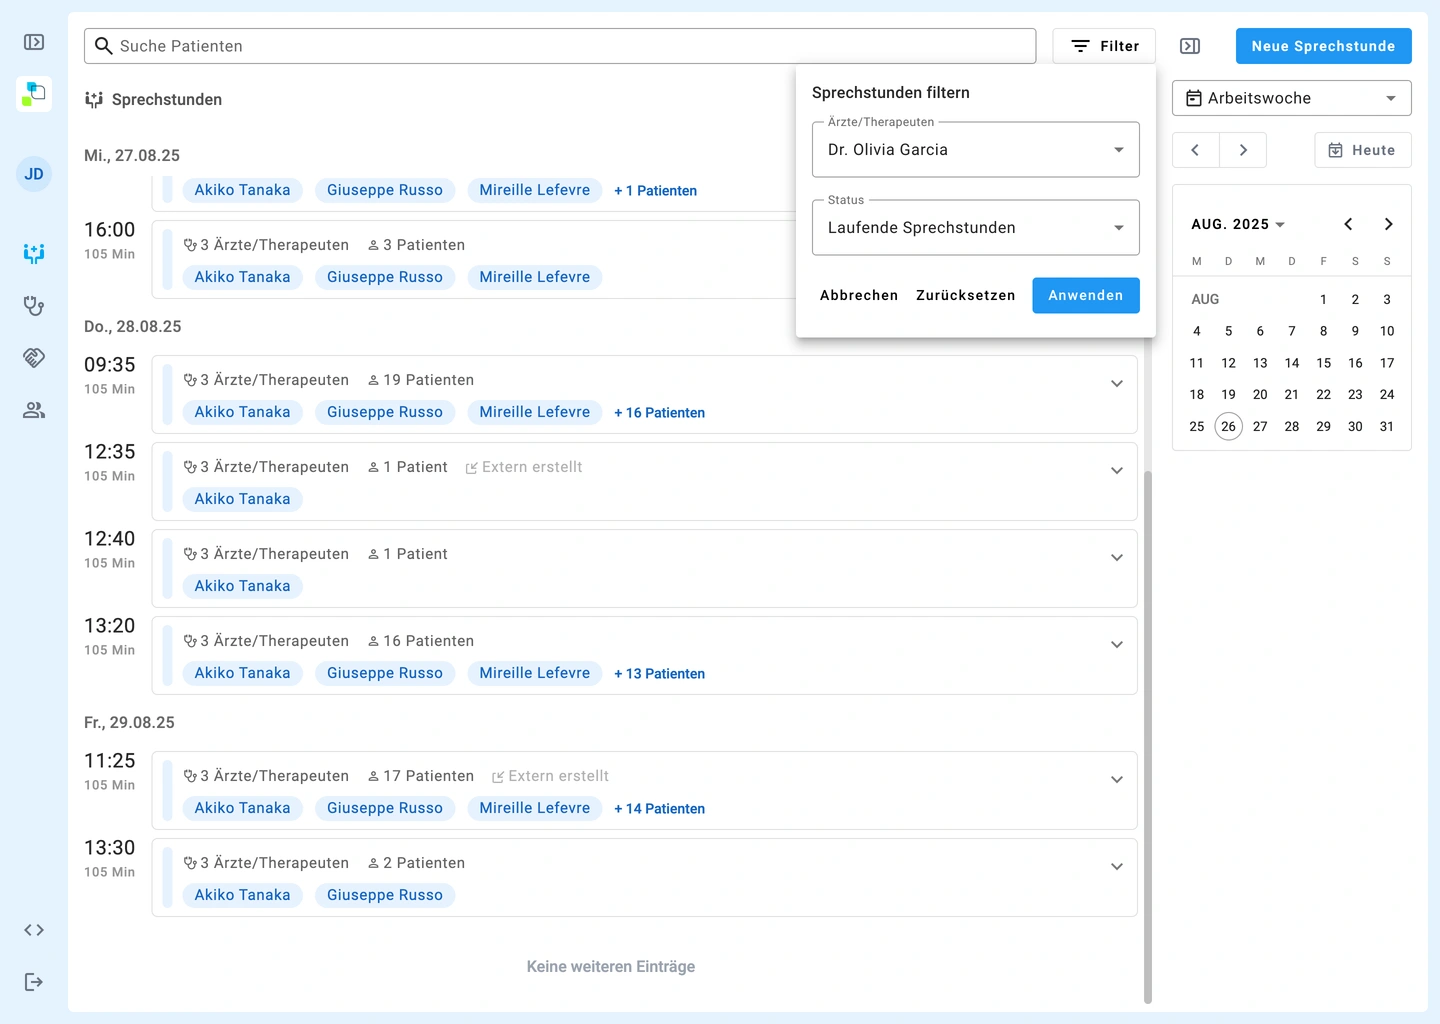 Suche Patienten
Filter
Neue Sprechstunde
Sprechstunden
Mi., 27.08.25
Akiko Tanaka Giuseppe Russo Mireille Lefevre + 1 Patienten
16:00
105 Min
3 Ärzte/Therapeuten 3 Patienten
Akiko Tanaka Giuseppe Russo Mireille Lefevre
Do., 28.08.25
09:35
105 Min
3 Ärzte/Therapeuten 19 Patienten
Akiko Tanaka Giuseppe Russo Mireille Lefevre + 16 Patienten
12:35
105 Min
3 Ärzte/Therapeuten 1 Patient Extern erstellt
Akiko Tanaka
12:40
105 Min
3 Ärzte/Therapeuten 1 Patient
Akiko Tanaka
13:20
105 Min
3 Ärzte/Therapeuten 16 Patienten
Akiko Tanaka Giuseppe Russo Mireille Lefevre + 13 Patienten
Fr., 29.08.25
11:25
105 Min
3 Ärzte/Therapeuten 17 Patienten Extern erstellt
Akiko Tanaka Giuseppe Russo Mireille Lefevre + 14 Patienten
13:30
105 Min
3 Ärzte/Therapeuten 2 Patienten
Akiko Tanaka Giuseppe Russo
Keine weiteren Einträge
Sprechstunden filtern
Ärzte/Therapeuten
Dr. Olivia Garcia
Status
Laufende Sprechstunden
Abbrechen Zurücksetzen Anwenden
Arbeitswoche
Heute
AUG. 2025
M D M D F S S
AUG 1 2 3
4 5 6 7 8 9 10
11 12 13 14 15 16 17
18 19 20 21 22 23 24
25 26 27 28 29 30 31
JD